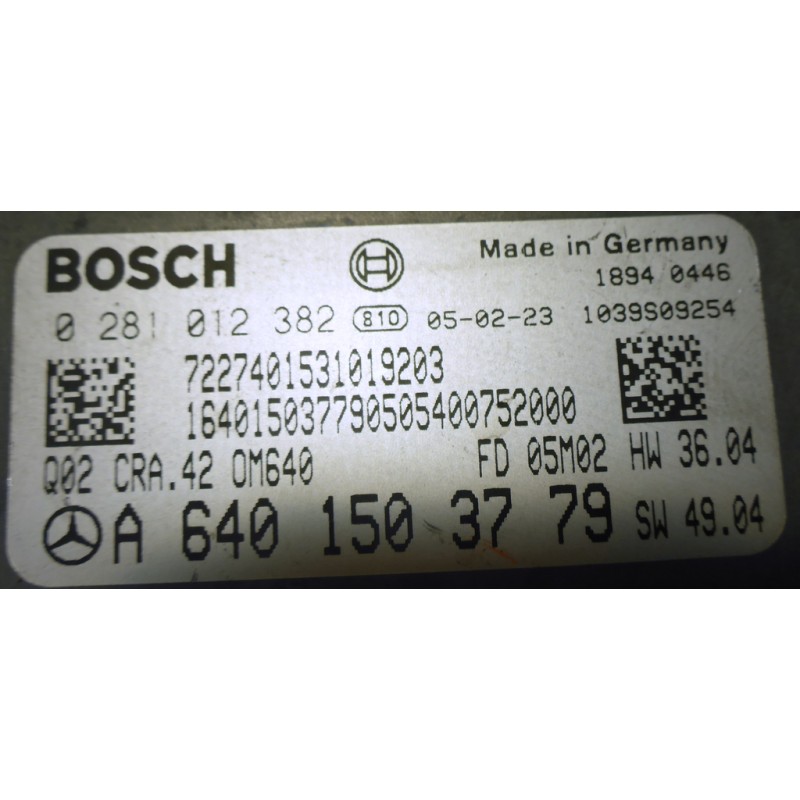 BOSCH H Made in Germany
1894 0446
0 281 012 382 810 05-02-23 1039S09254
7227401531019203
164015037790505400752000
Q02 CRA.42 OM640 FD 05M02 HW 36.04
A 640 150 37 79 SW 49.04